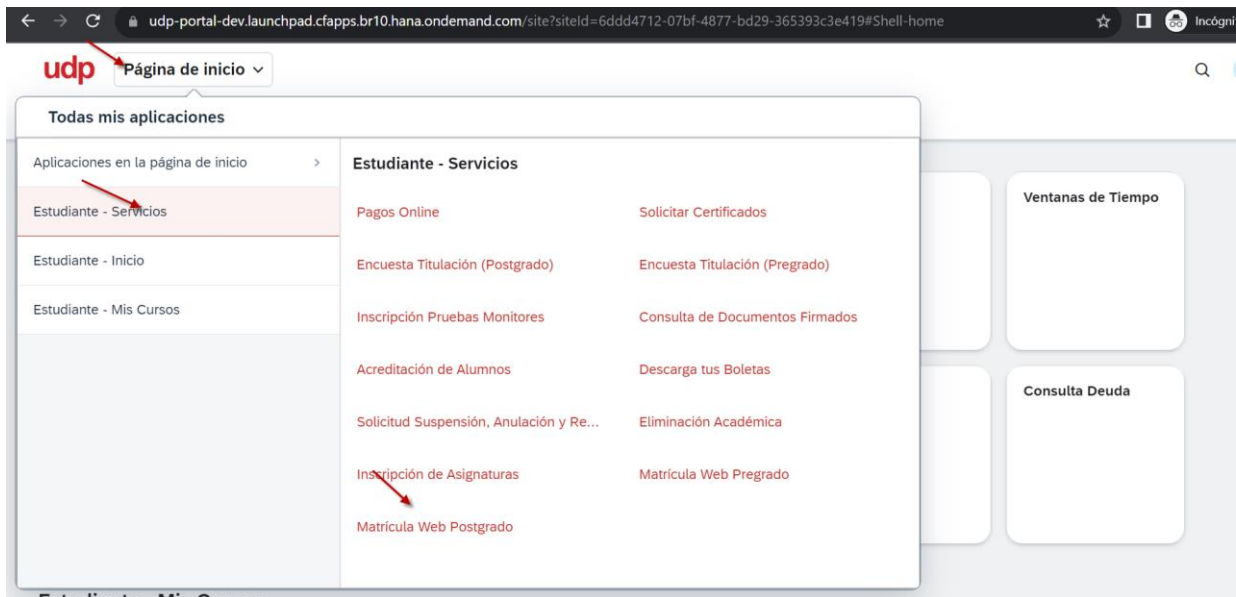 udp-portal-dev.launchpad.cfapps.br10.hana.ondemand.com/site?siteId=6ddd4712-07bf-4877-bd29-365393c3e419#Shell-home
Incógni
udp Página de inicio
Todas mis aplicaciones
Aplicaciones en la página de inicio
Estudiante - Servicios
Estudiante - Inicio
Estudiante - Mis Cursos
Estudiante - Servicios
Pagos Online Solicitar Certificados
Encuesta Titulación (Postgrado) Encuesta Titulación (Pregrado)
Inscripción Pruebas Monitores Consulta de Documentos Firmados
Acreditación de Alumnos Descarga tus Boletas
Solicitud Suspensión, Anulación y Re... Eliminación Académica
Inscripción de Asignaturas Matrícula Web Pregrado
Matrícula Web Postgrado
Ventanas de Tiempo
Consulta Deuda